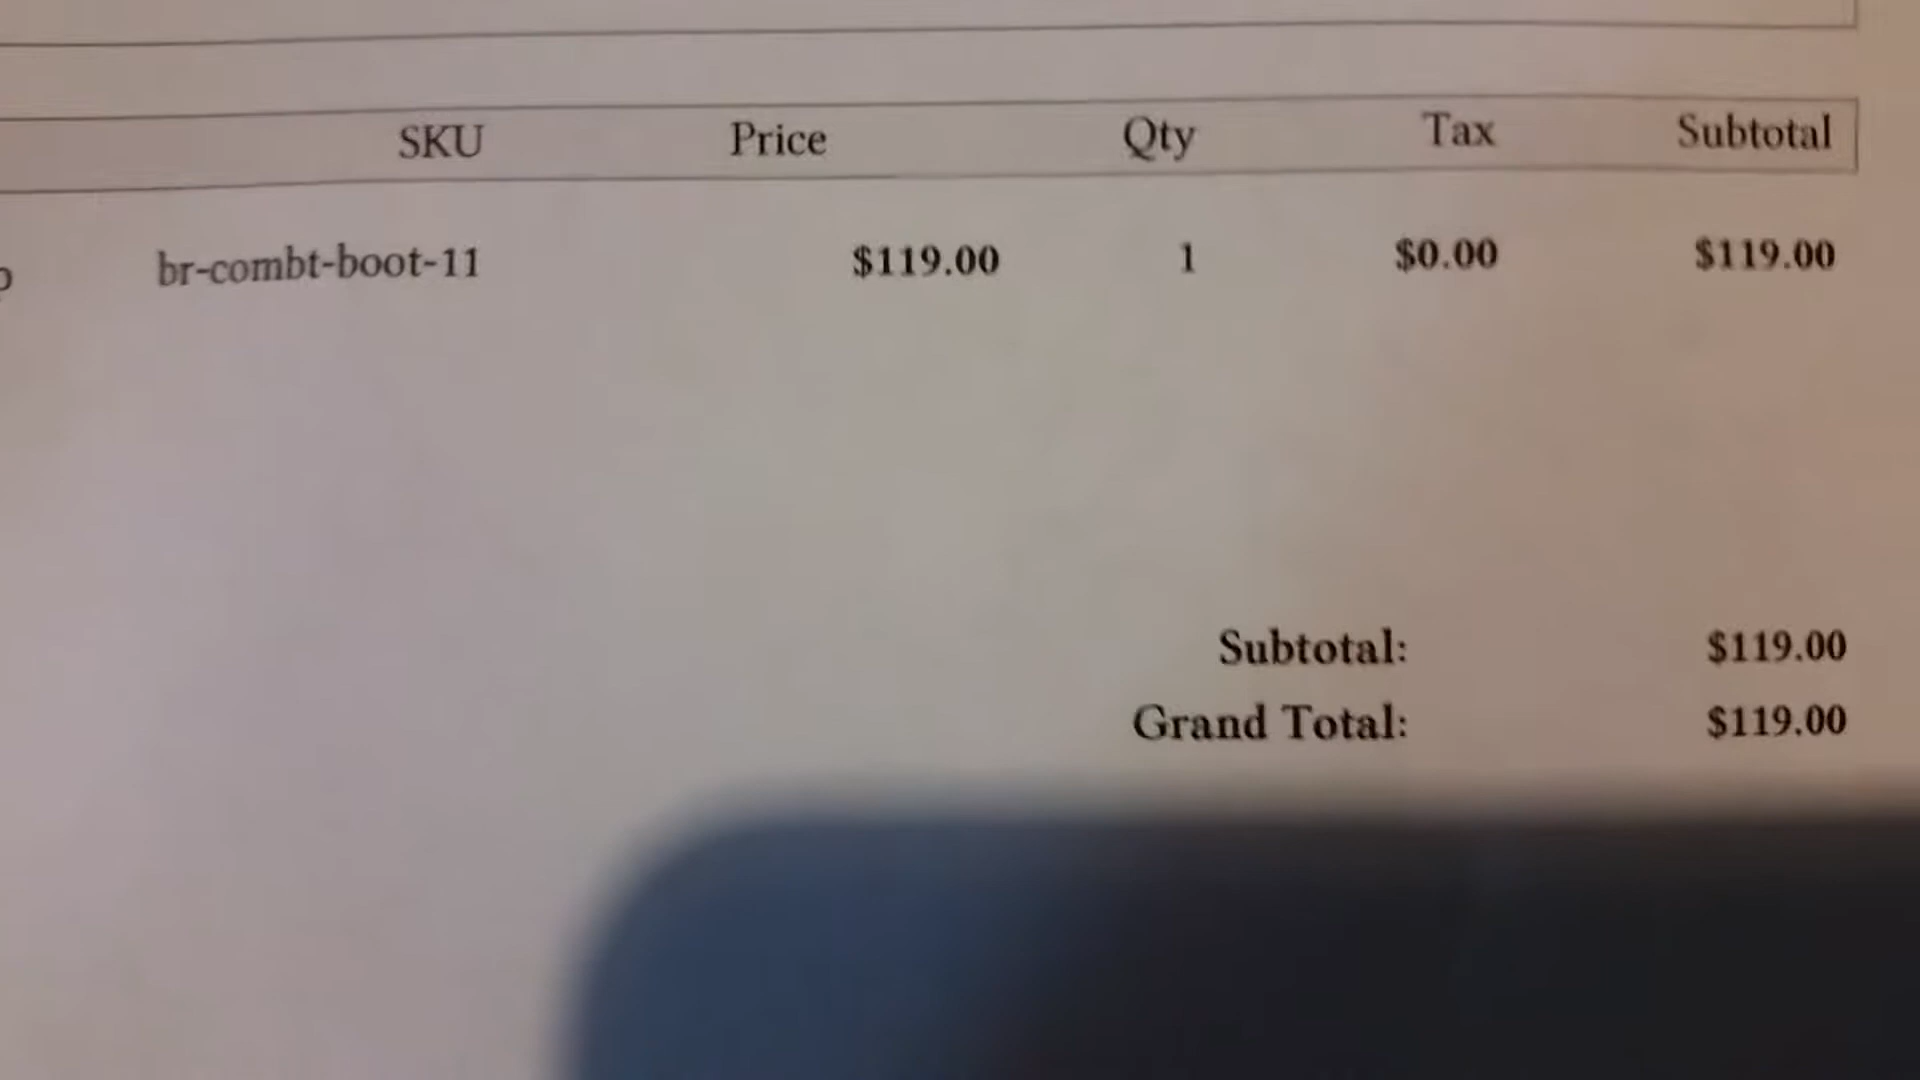 SKU Price Qty Tax Subtotal
br-combt-boot-11 $119.00 1 $0.00 $119.00
Subtotal: $119.00
Grand Total: $119.00